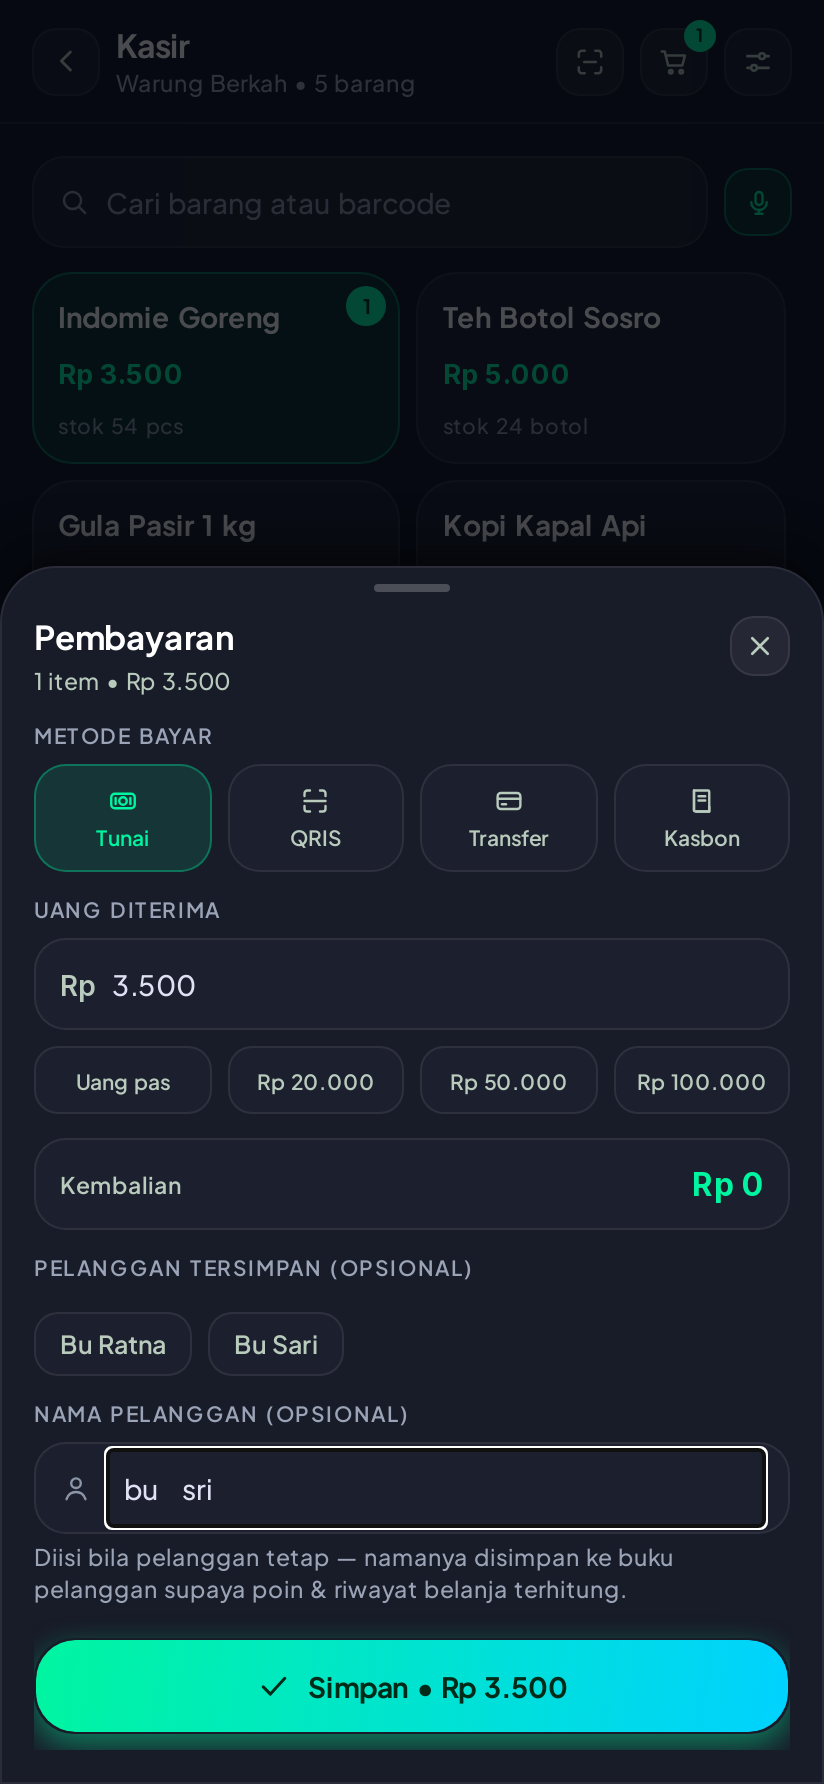 Kasir
Warung Berkah • 5 barang
1
Cari barang atau barcode
Indomie Goreng
1
Rp 3.500
stok 54 pcs
Teh Botol Sosro
Rp 5.000
stok 24 botol
Gula Pasir 1 kg
Kopi Kapal Api
Pembayaran
1 item • Rp 3.500
METODE BAYAR
Tunai
QRIS
Transfer
Kasbon
UANG DITERIMA
Rp 3.500
Uang pas
Rp 20.000
Rp 50.000
Rp 100.000
Kembalian
Rp 0
PELANGGAN TERSIMPAN (OPSIONAL)
Bu Ratna
Bu Sari
NAMA PELANGGAN (OPSIONAL)
bu   sri
Diisi bila pelanggan tetap — namanya disimpan ke buku
pelanggan supaya poin & riwayat belanja terhitung.
Simpan • Rp 3.500